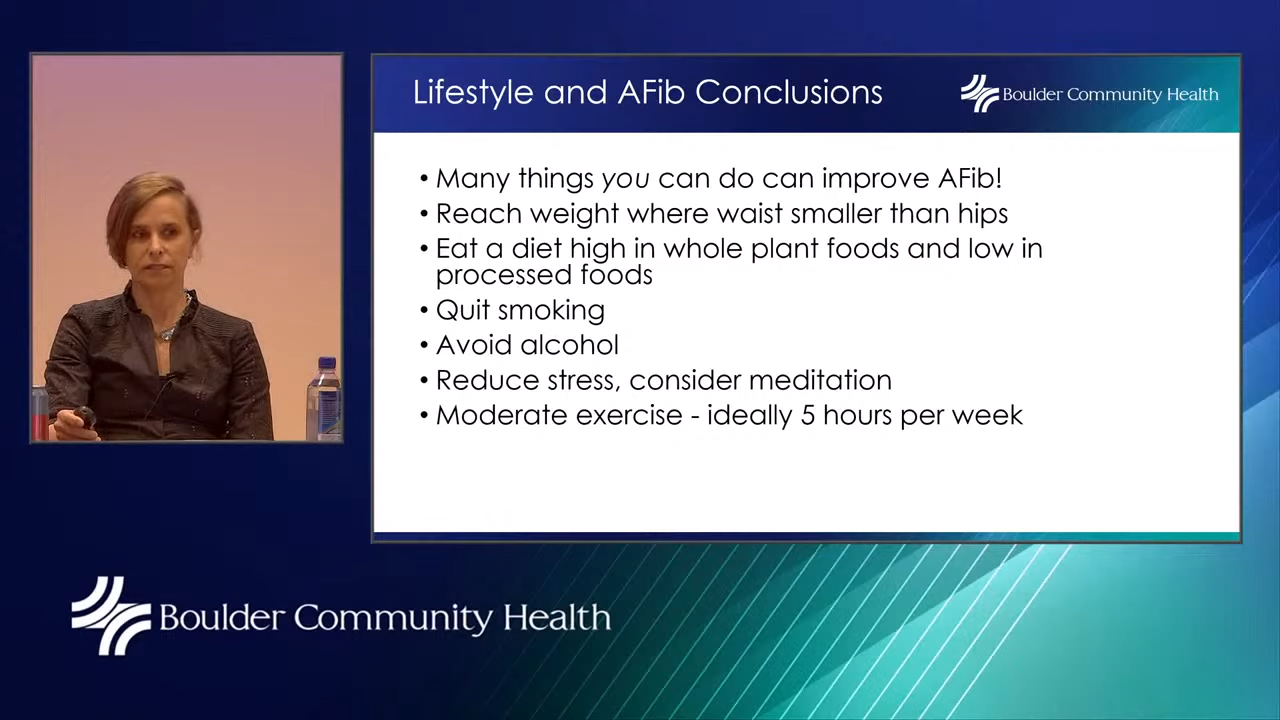 Lifestyle and AFib Conclusions
Boulder Community Health
• Many things you can do can improve AFib!
• Reach weight where waist smaller than hips
• Eat a diet high in whole plant foods and low in
processed foods
• Quit smoking
• Avoid alcohol
• Reduce stress, consider meditation
• Moderate exercise - ideally 5 hours per week
Boulder Community Health